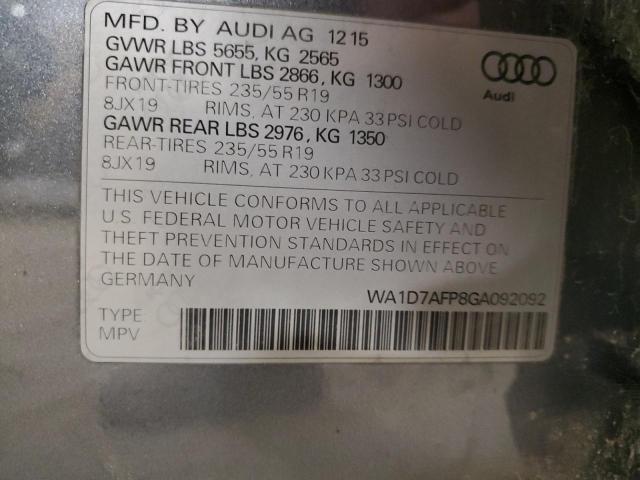 MFD. BY AUDI AG 12 15
GVWR LBS 5655, KG 2565
GAWR FRONT LBS 2866, KG 1300
FRONT-TIRES 235/55 R19
8JX19 RIMS, AT 230 KPA 33 PSI COLD
GAWR REAR LBS 2976, KG 1350
REAR-TIRES 235/55 R19
8JX19 RIMS, AT 230 KPA 33 PSI COLD
Audi
THIS VEHICLE CONFORMS TO ALL APPLICABLE
U.S. FEDERAL MOTOR VEHICLE SAFETY AND
THEFT PREVENTION STANDARDS IN EFFECT ON
THE DATE OF MANUFACTURE SHOWN ABOVE
GERMANY
WA1D7AFP8GA092092
TYPE
MPV